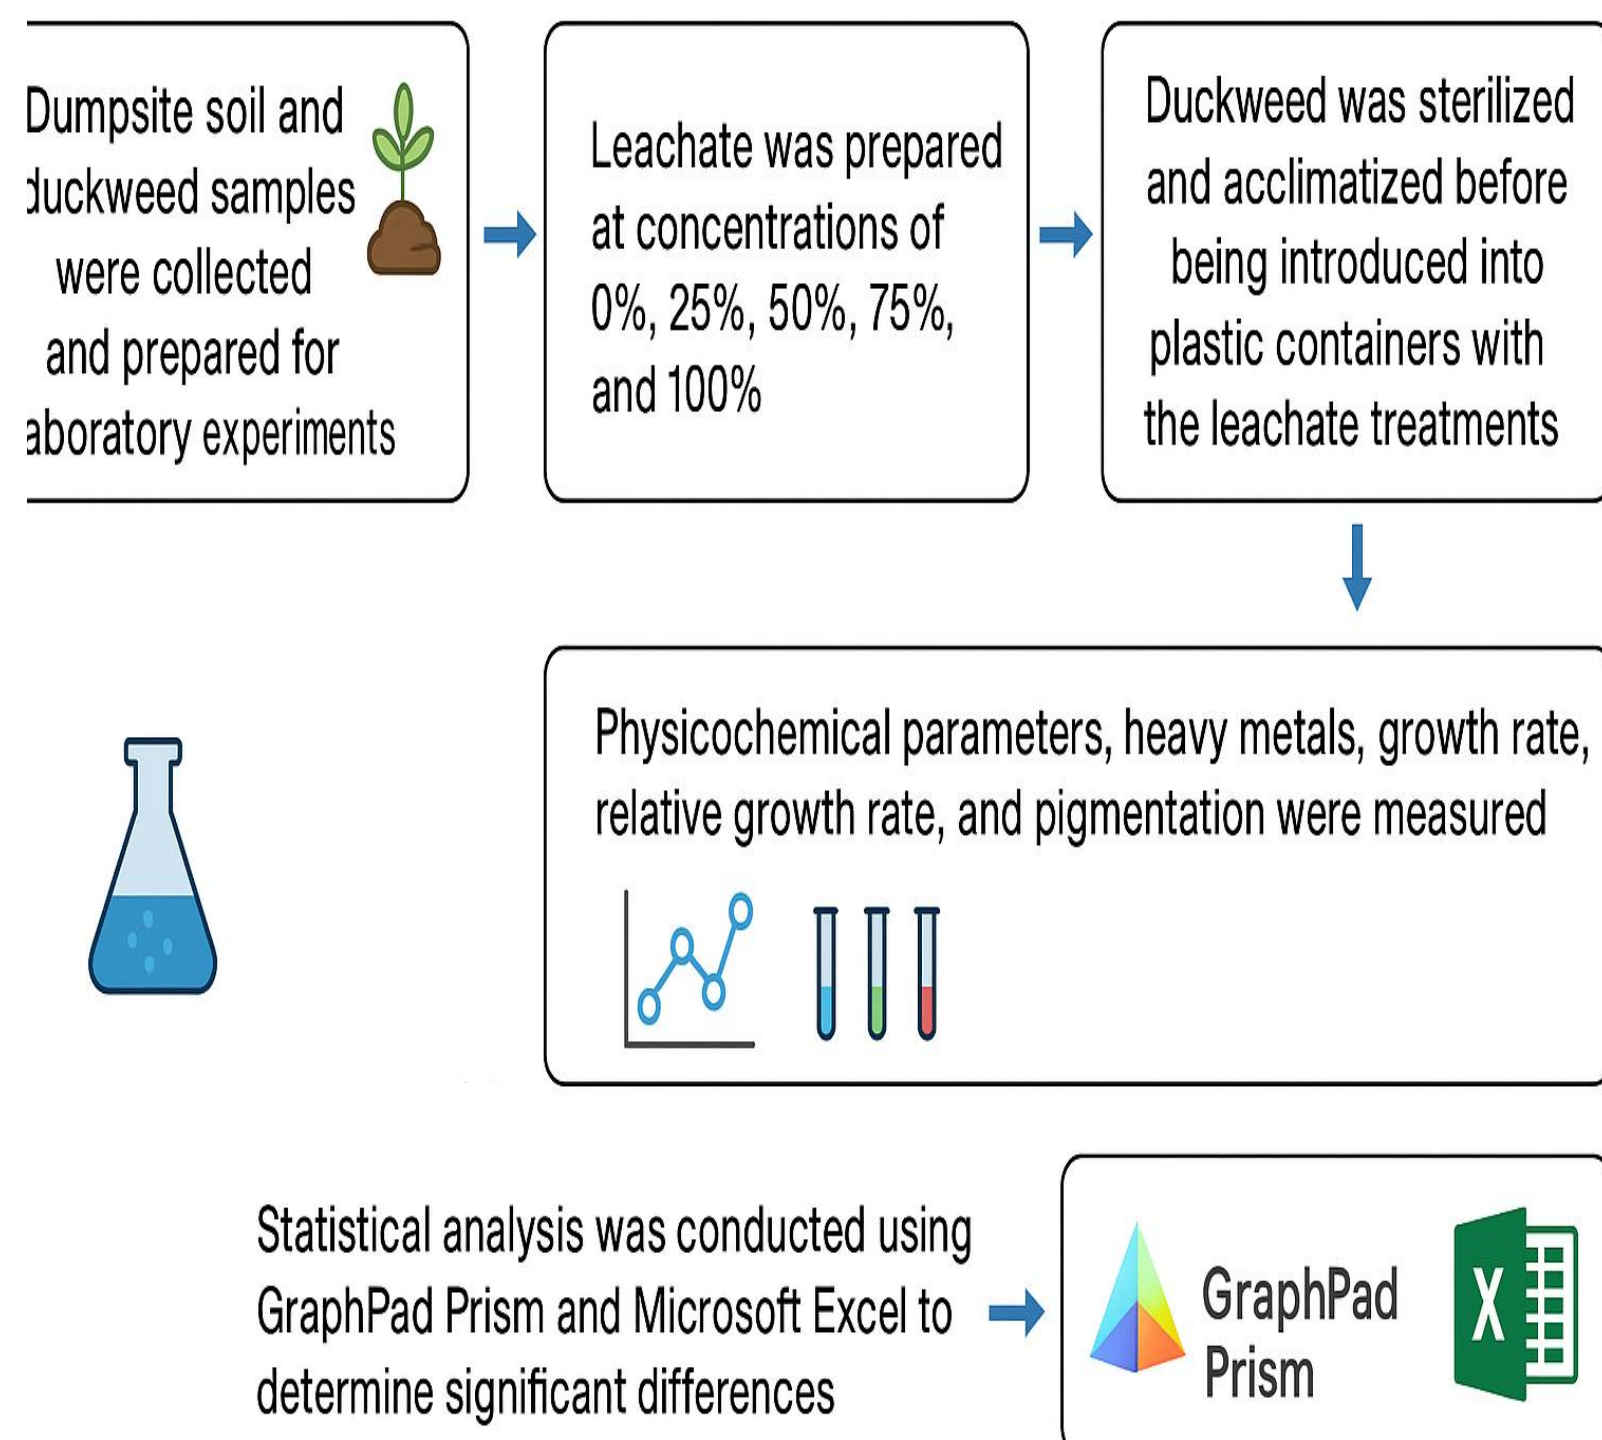 Dumpsite soil and
duckweed samples
were collected
and prepared for
aboratory experiments
Leachate was prepared
at concentrations of
0%, 25%, 50%, 75%,
and 100%
Duckweed was sterilized
and acclimatized before
being introduced into
plastic containers with
the leachate treatments
Physicochemical parameters, heavy metals, growth rate,
relative growth rate, and pigmentation were measured
Statistical analysis was conducted using
GraphPad Prism and Microsoft Excel to
determine significant differences
GraphPad
Prism
X